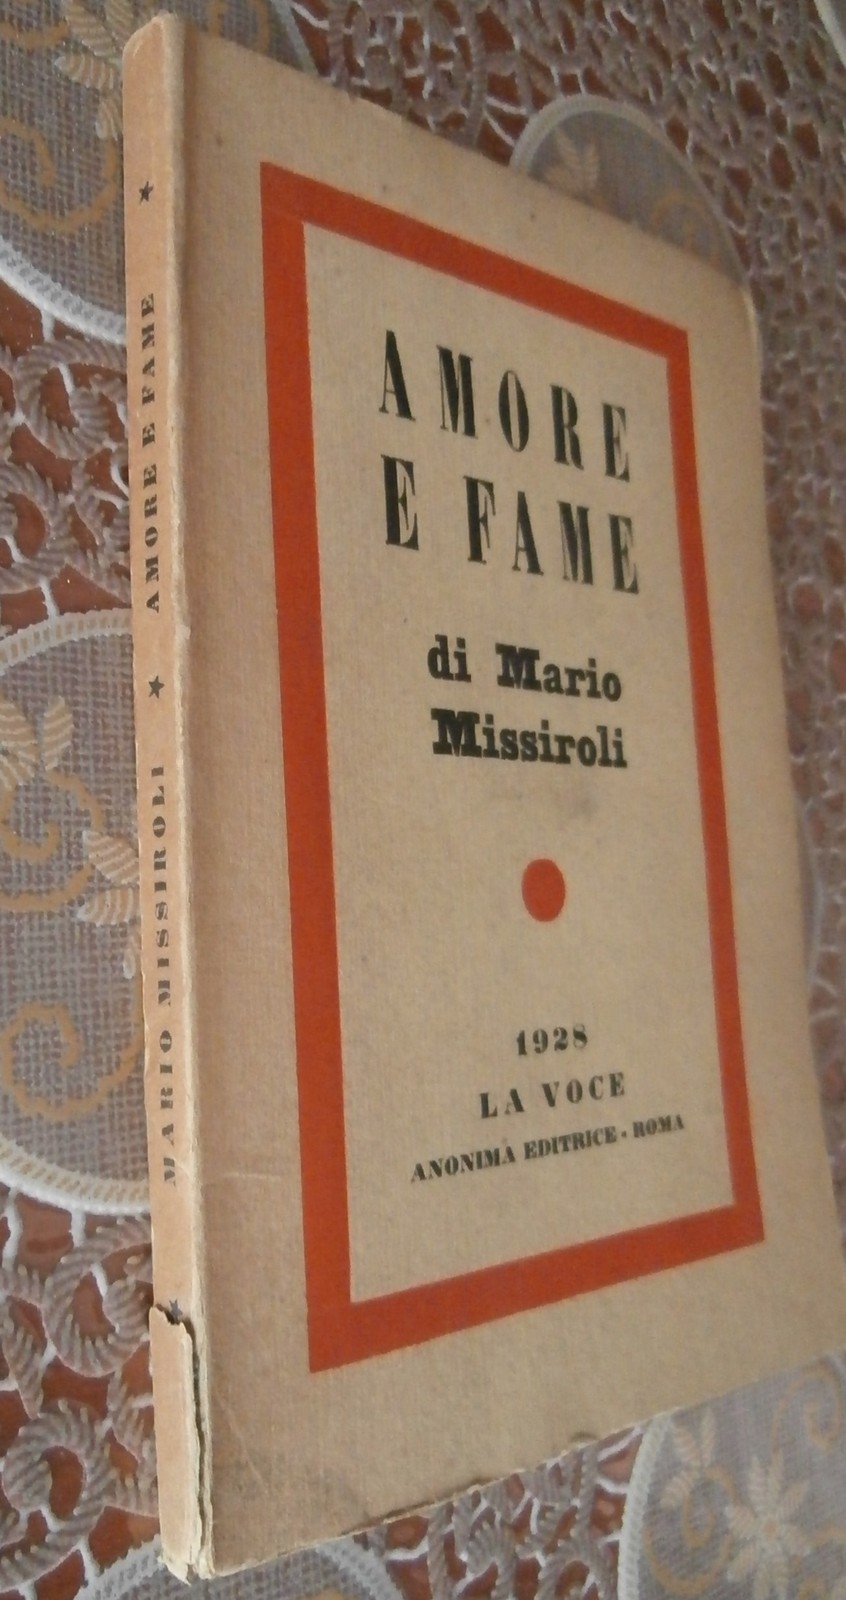 AMORE
E FAME
di Mario
Missiroli
1928
LA VOCE
ANONIMA EDITRICE • ROMA
★ MARIO MISSIROLI ★ AMORE E FAME ★